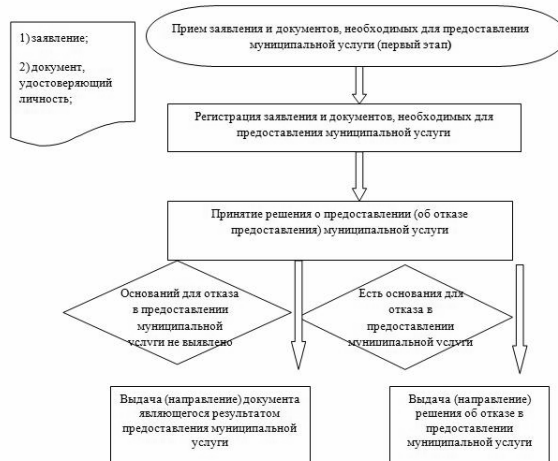 1) заявление;
2) документ,
удостоверяющий
личность;
Прием заявления и документов, необходимых для предоставления
муниципальной услуги (первый этап)
Регистрация заявления и документов, необходимых для
предоставления муниципальной услуги
Принятие решения о предоставлении (об отказе
предоставления) муниципальной услуги
Оснований для отказа
в предоставлении
муниципальной
услуги не выявлено
Есть основания для
отказа в
предоставлении
муниципальной услуги
Выдача (направление) документа
являющегося результатом
предоставления муниципальной
услуги
Выдача (направление)
решения об отказе в
предоставлении
муниципальной услуги